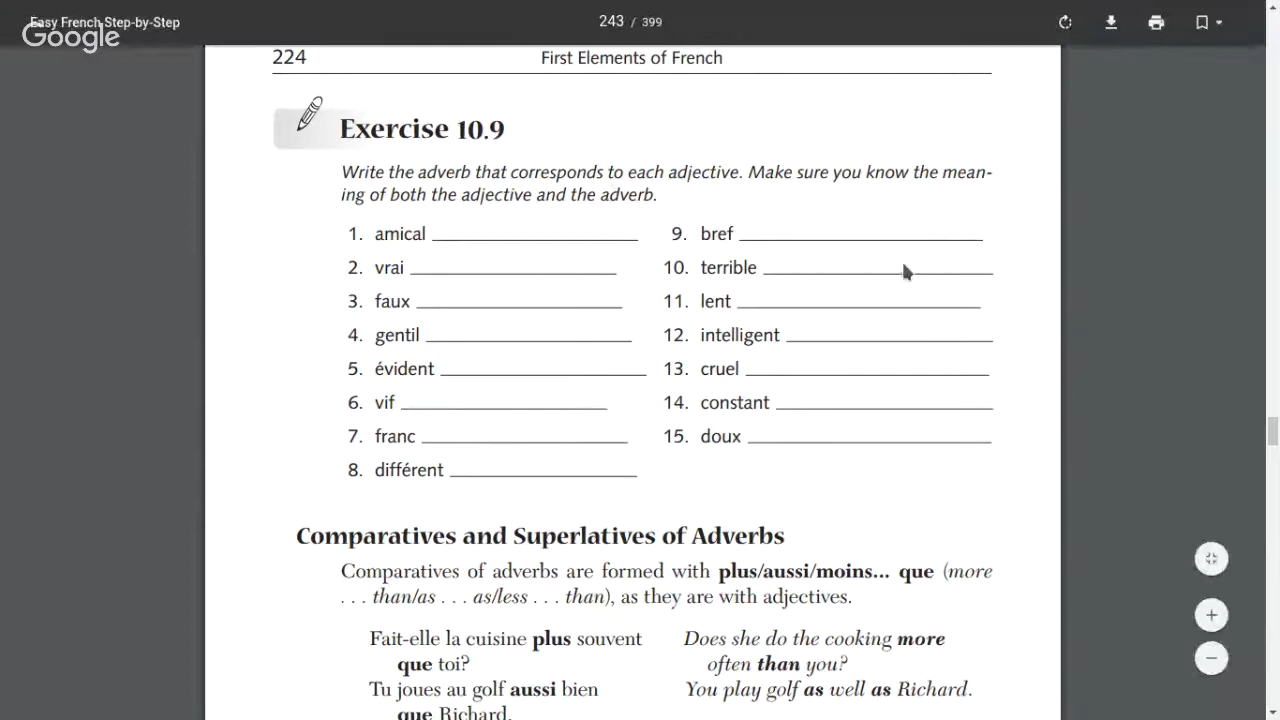 Easy French Step-by-Step
Google
243 / 399
224 First Elements of French
Exercise 10.9
Write the adverb that corresponds to each adjective. Make sure you know the mean-
ing of both the adjective and the adverb.
1. amical
2. vrai
3. faux
4. gentil
5. évident
6. vif
7. franc
8. différent
9. bref
10. terrible
11. lent
12. intelligent
13. cruel
14. constant
15. doux
Comparatives and Superlatives of Adverbs
Comparatives of adverbs are formed with plus/aussi/moins... que (more
. . . than/as . . . as/less . . . than), as they are with adjectives.
Fait-elle la cuisine plus souvent
que toi?
Does she do the cooking more
often than you?
Tu joues au golf aussi bien
que Richard.
You play golf as well as Richard.